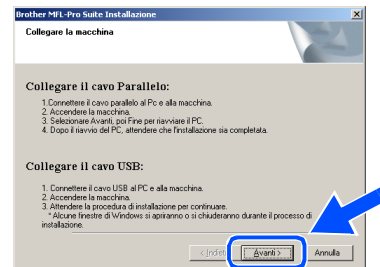 Brother MFL-Pro Suite Installazione
Collegare la macchina
Collegare il cavo Parallelo:
1.Connettere il cavo parallelo al Pc e alla macchina.
2. Accendere la macchina.
3. Selezionare Avanti, poi Fine per riavviare il PC.
4. Dopo il riavvio del PC, attendere che l'installazione sia completata.
Collegare il cavo USB:
1. Connettere il cavo USB al PC e alla macchina.
2. Accendere la macchina.
3. Attendere la procedura di installazione per continuare.
* Alcune finestre di Windows si apriranno o si chiuderanno durante il processo di
installazione.
Avanti > Annulla